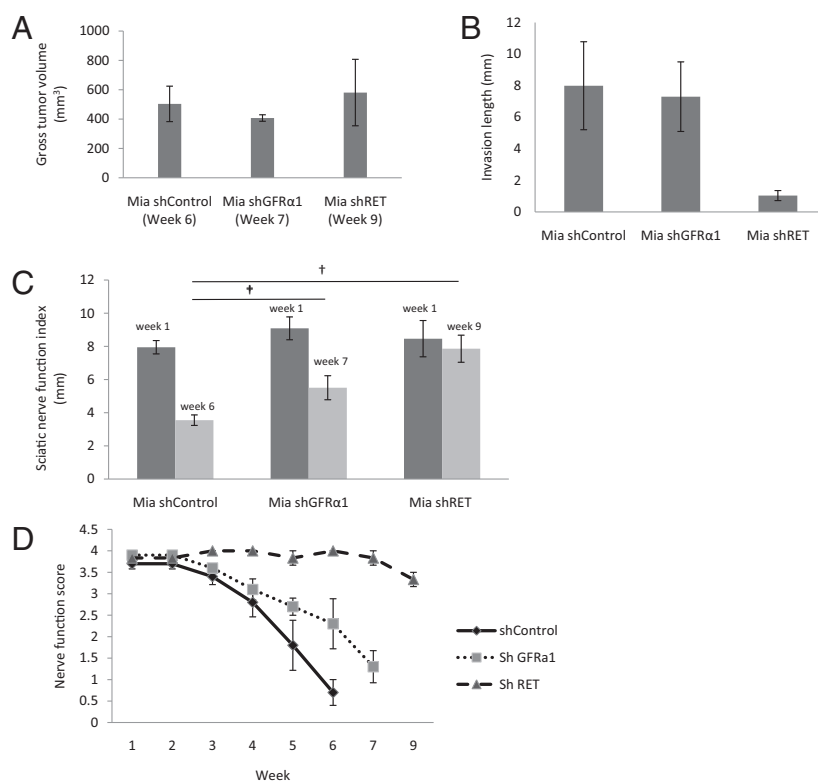 A
Gross tumor volume
(mm³)
1000
800
600
400
200
0
Mia shControl
(Week 6)
Mia shGFRα1
(Week 7)
Mia shRET
(Week 9)
B
Invasion length (mm)
12
10
8
6
4
2
0
Mia shControl
Mia shGFRα1
Mia shRET
C
Sciatic nerve function index
(mm)
12
10
8
6
4
2
0
†
†
week 1
week 6
week 1
week 7
week 1
week 9
Mia shControl
Mia shGFRα1
Mia shRET
D
Nerve function score
4.5
4
3.5
3
2.5
2
1.5
1
0.5
0
1 2 3 4 5 6 7 9
Week
shControl
Sh GFRa1
Sh RET